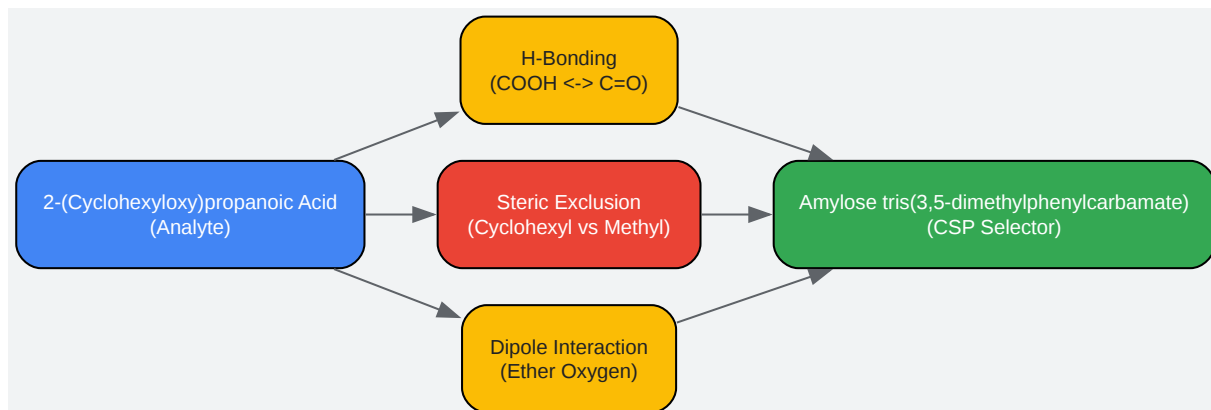 H-Bonding
(COOH <-> C=O)
2-(Cyclohexyloxy)propanoic Acid
(Analyte)
Steric Exclusion
(Cyclohexyl vs Methyl)
Amylose tris(3,5-dimethylphenylcarbamate)
(CSP Selector)
Dipole Interaction
(Ether Oxygen)